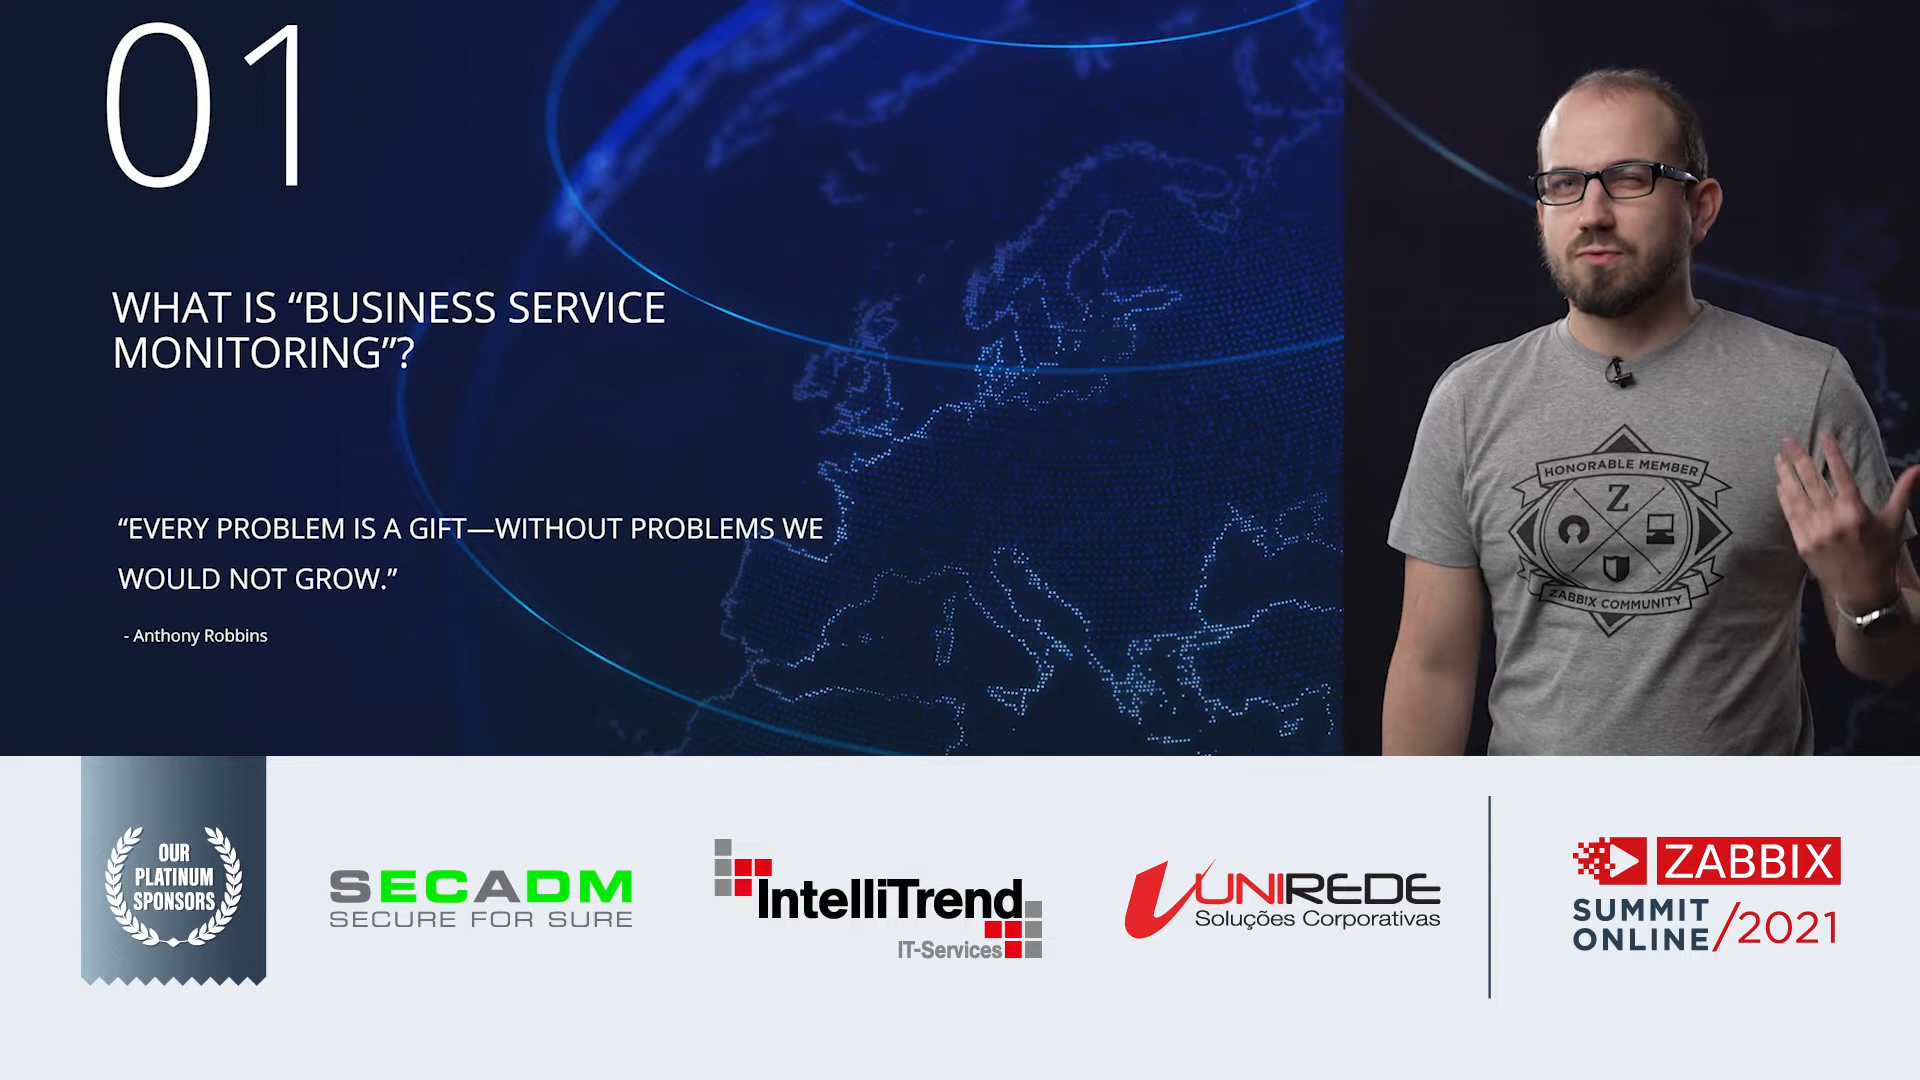 01
WHAT IS “BUSINESS SERVICE
MONITORING”?
“EVERY PROBLEM IS A GIFT—WITHOUT PROBLEMS WE
WOULD NOT GROW.”
- Anthony Robbins
HONORABLE MEMBER
Z
ZABBIX COMMUNITY
OUR
PLATINUM
SPONSORS
SECADM
SECURE FOR SURE
IntelliTrend
IT-Services
UNIREDE
Soluções Corporativas
ZABBIX
SUMMIT
ONLINE/2021